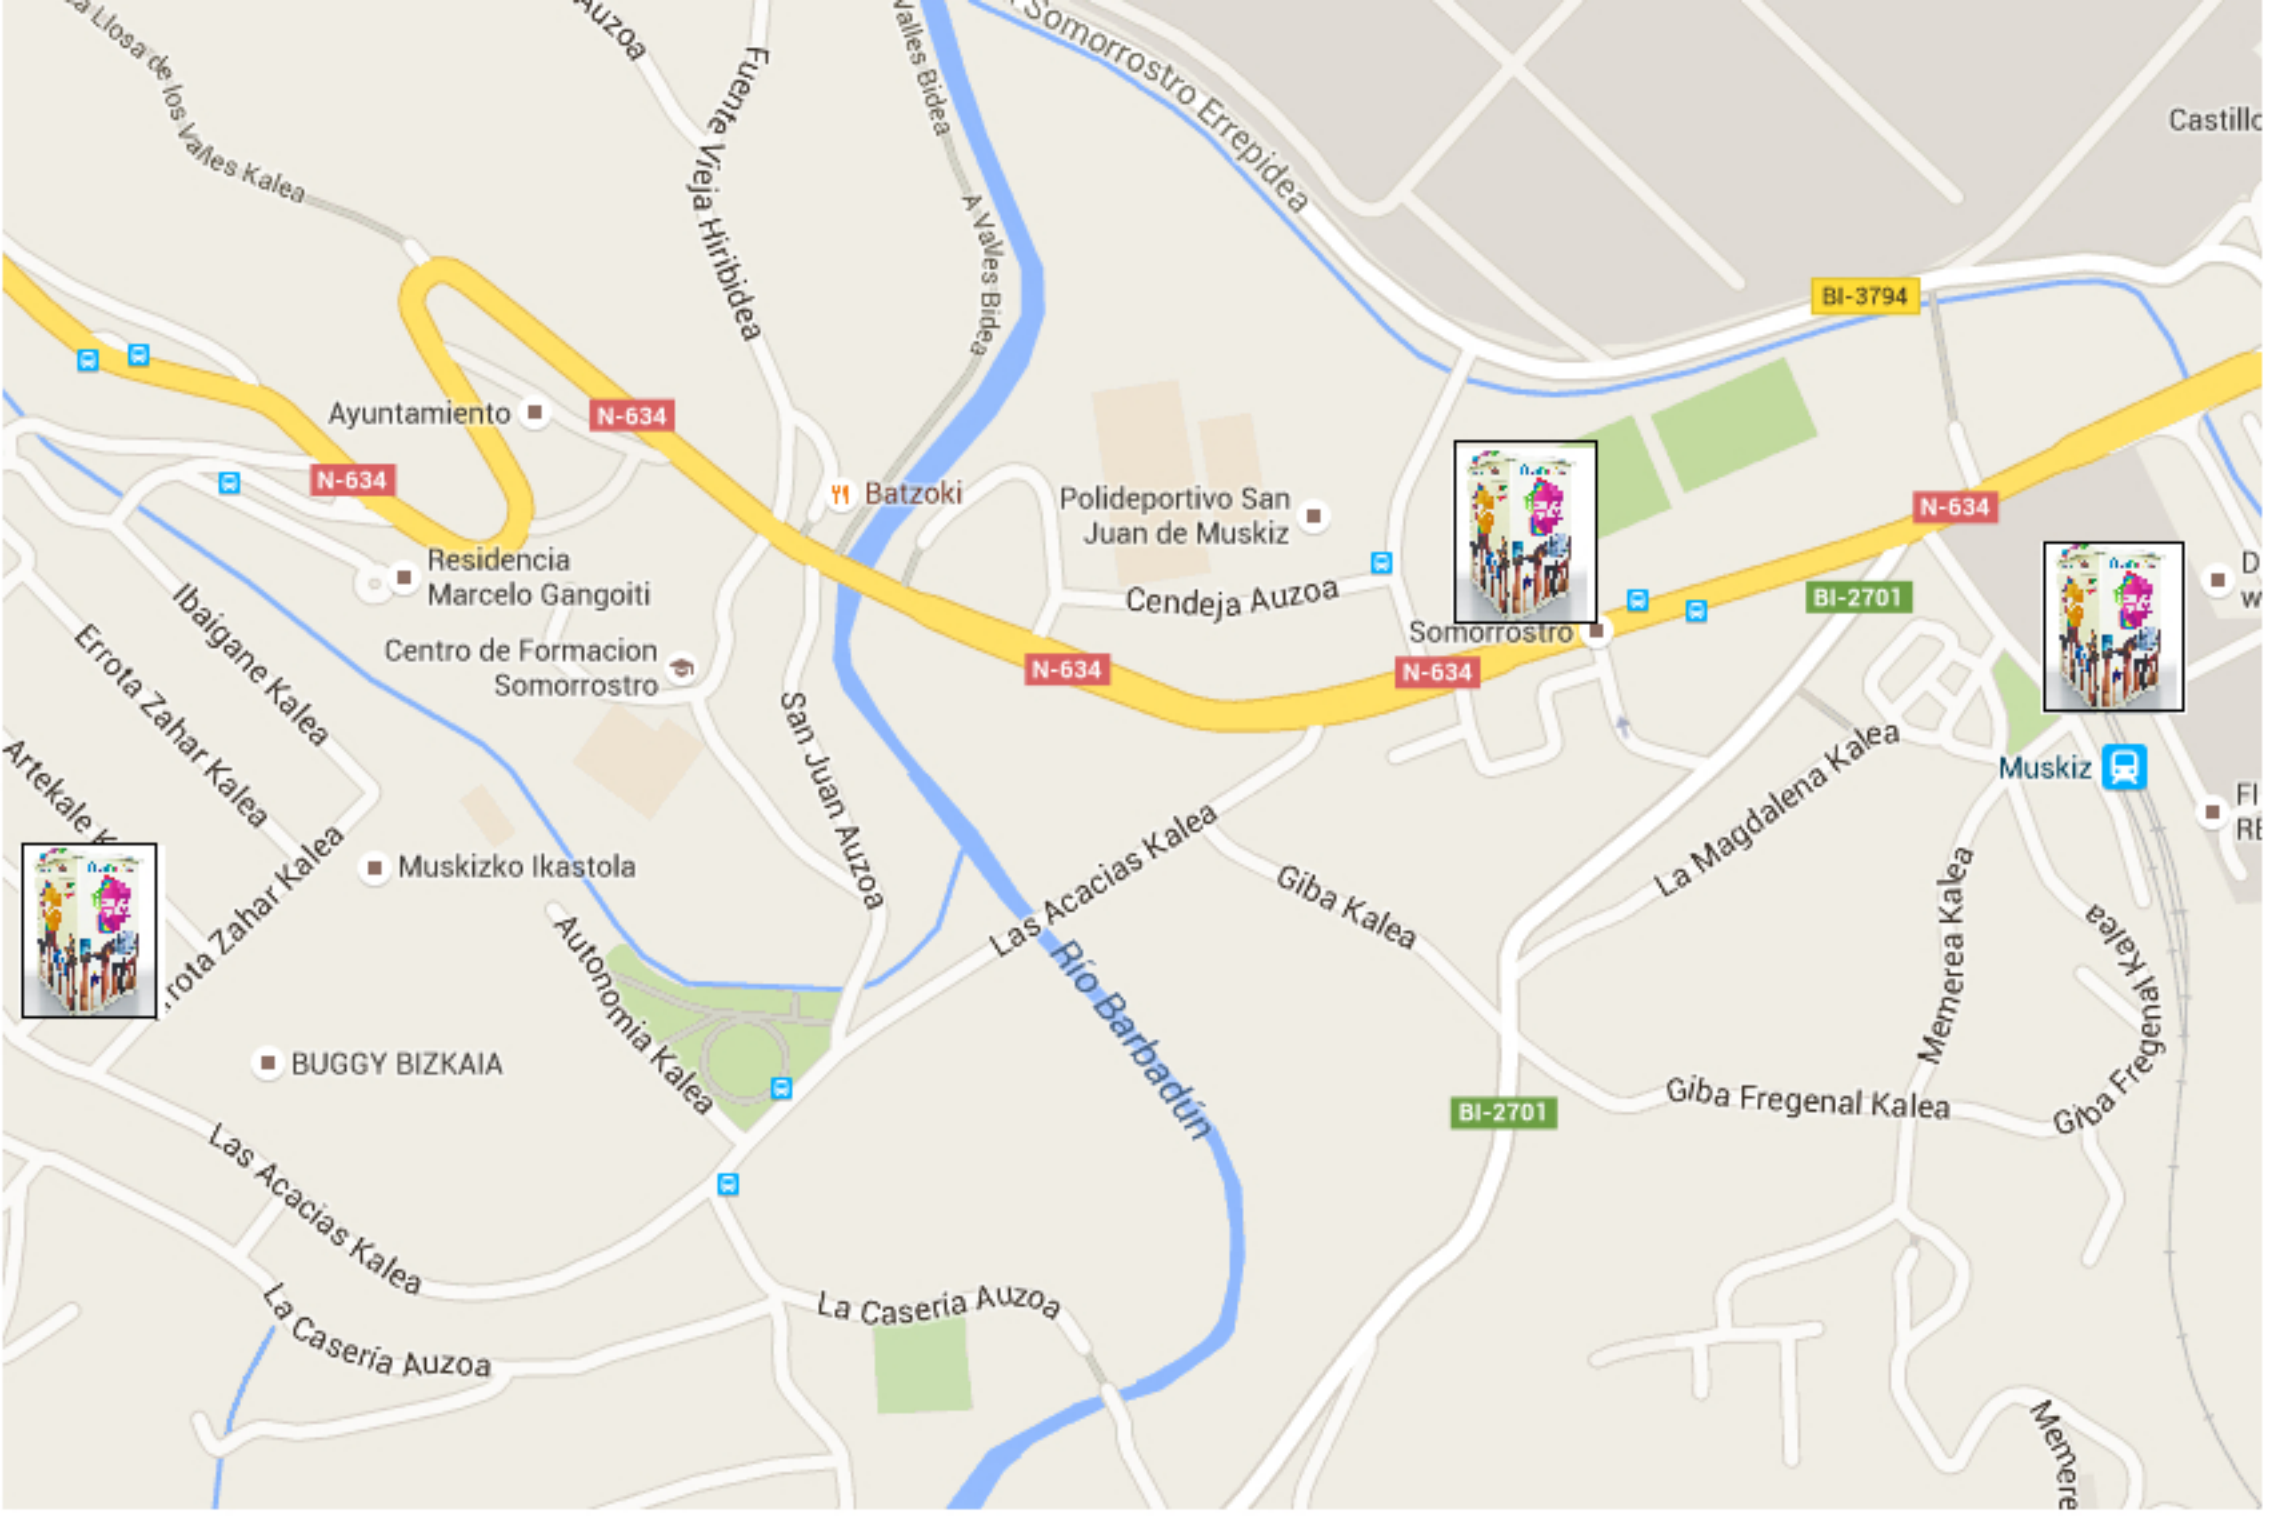 La Llosa de los Valles Kalea
Auzoa
Fuente Vieja Hiribidea
Valles Bidea
A Valles Bidea
Somorrostro Errepidea
Castillo
BI-3794
Ayuntamiento
N-634
N-634
Batzoki
Polideportivo San
Juan de Muskiz
N-634
Residencia
Marcelo Gangoiti
Cendeja Auzoa
BI-2701
Ibaigane Kalea
Errota Zahar Kalea
Centro de Formacion
Somorrostro
Somorrostro
N-634
N-634
San Juan Auzoa
La Magdalena Kalea
Muskiz
Artekale K
Muskizko Ikastola
Las Acacias Kalea
Giba Kalea
Memerea Kalea
Giba Fregenal Kalea
rrota Zahar Kalea
Autonomia Kalea
Río Barbadún
BUGGY BIZKAIA
Giba Fregenal Kalea
BI-2701
Las Acacias Kalea
La Casería Auzoa
La Casería Auzoa
Memere